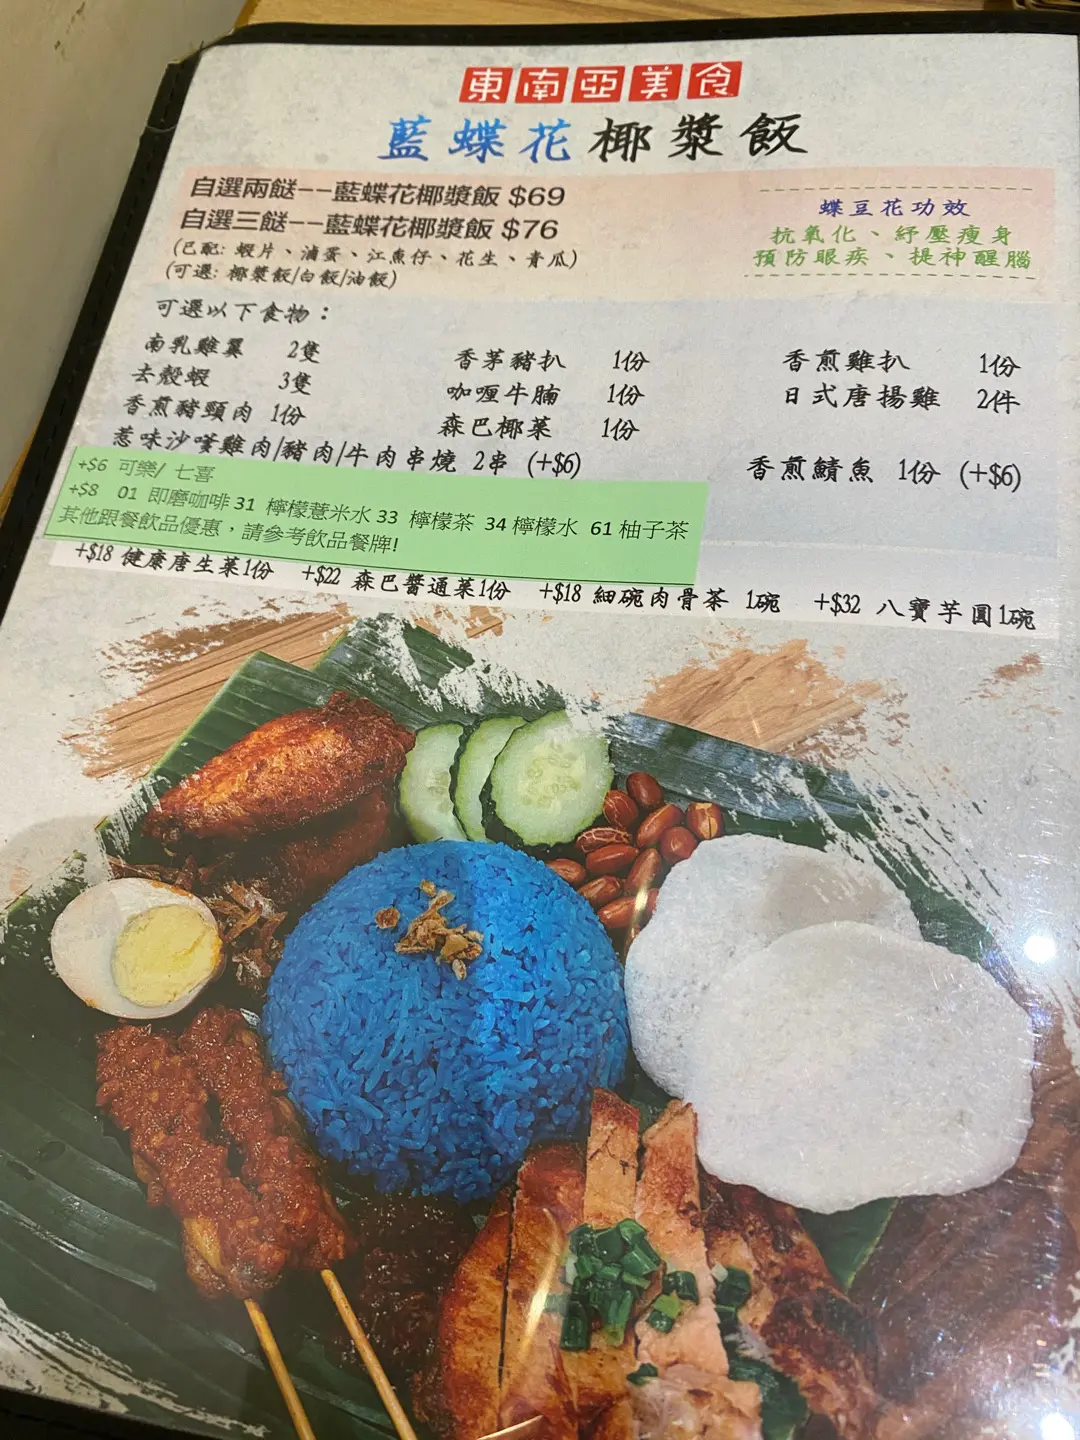 東南亞美食
藍蝶花椰漿飯
自選兩餸——藍蝶花椰漿飯 $69
自選三餸——藍蝶花椰漿飯 $76
(已配: 蝦片、滷蛋、江魚仔、花生、青瓜)
(可選: 椰漿飯/白飯/油飯)
蝶豆花功效
抗氧化、紓壓瘦身
預防眼疾、提神醒腦
可選以下食物：
南乳雞翼 2隻
去殼蝦 3隻
香煎豬頸肉 1份
惹味沙嗲雞肉/豬肉/牛肉串燒 2串 (+$6)
香茅豬扒 1份
咖喱牛腩 1份
森巴椰菜 1份
香煎雞扒 1份
日式唐揚雞 2件
香煎鯖魚 1份 (+$6)
+$6 可樂/ 七喜
+$8 01 即磨咖啡 31 檸檬薏米水 33 檸檬茶 34 檸檬水 61 柚子茶
其他跟餐飲品優惠，請參考飲品餐牌!
+$18 健康唐生菜1份 +$22 森巴醬通菜1份 +$18 細碗肉骨茶 1碗 +$32 八寶芋圓1碗